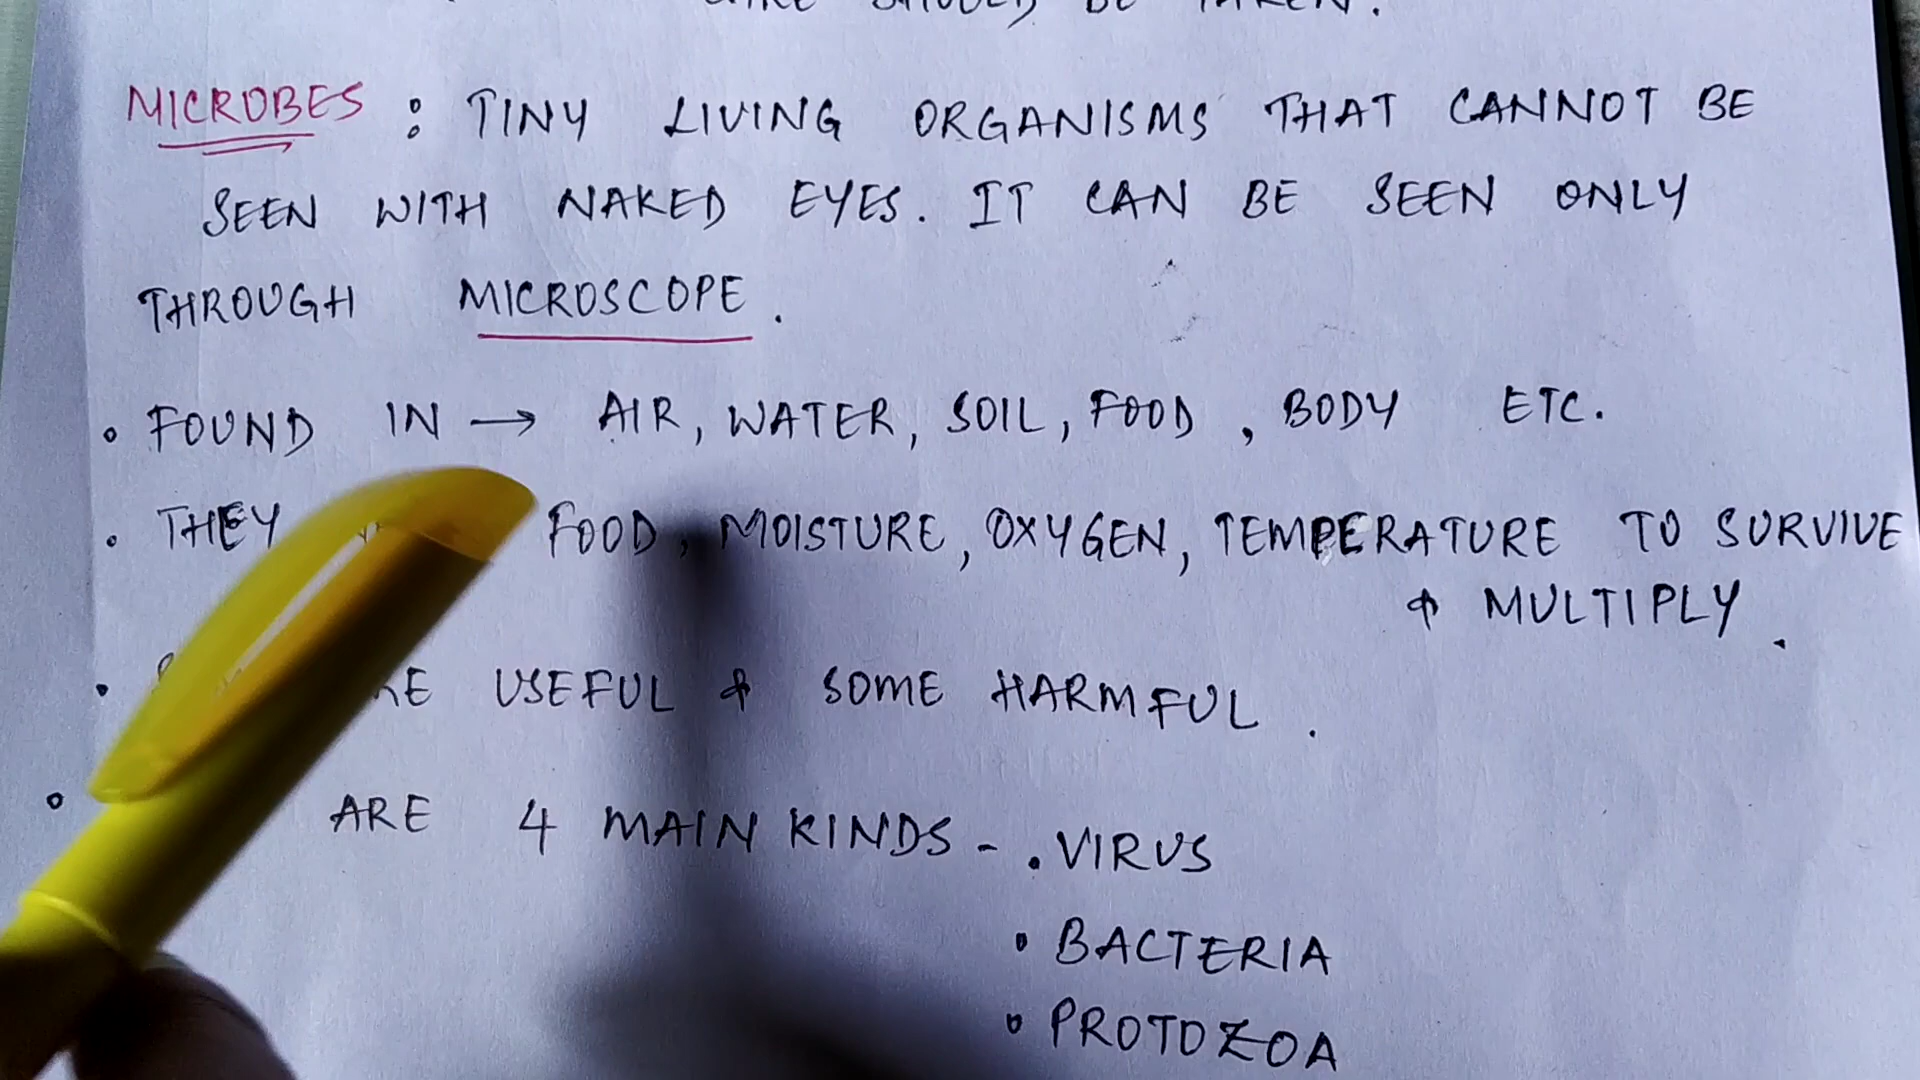 MICROBES : TINY LIVING ORGANISMS THAT CANNOT BE
SEEN WITH NAKED EYES. IT CAN BE SEEN ONLY
THROUGH MICROSCOPE.
• FOUND IN → AIR, WATER, SOIL, FOOD, BODY ETC.
• THEY FOOD, MOISTURE, OXYGEN, TEMPERATURE TO SURVIVE
& MULTIPLY.
• USEFUL & SOME HARMFUL.
• ARE 4 MAIN KINDS - • VIRUS
• BACTERIA
• PROTOZOA